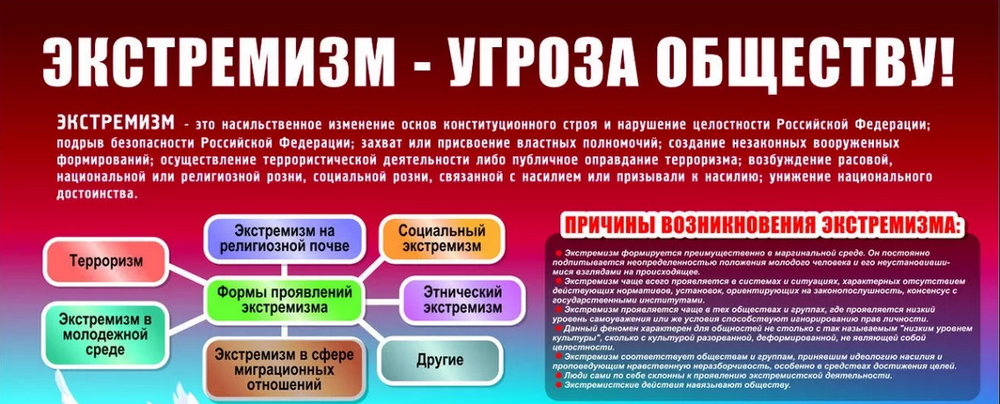 ЭКСТРЕМИЗМ - УГРОЗА ОБЩЕСТВУ!
ЭКСТРЕМИЗМ - это насильственное изменение основ конституционного строя и нарушение целостности Российской Федерации;
подрыв безопасности Российской Федерации; захват или присвоение властных полномочий; создание незаконных вооруженных
формирований; осуществление террористической деятельности либо публичное оправдание терроризма; возбуждение расовой,
национальной или религиозной розни, социальной розни, связанной с насилием или призывали к насилию; унижение национального
достоинства.
Терроризм
Экстремизм на
религиозной почве
Социальный
экстремизм
Формы проявлений
экстремизма
Этнический
экстремизм
Экстремизм в
молодежной
среде
Экстремизм в сфере
миграционных
отношений
Другие
ПРИЧИНЫ ВОЗНИКНОВЕНИЯ ЭКСТРЕМИЗМА:
Экстремизм формируется преимущественно в маргинальной среде. Он постоянно
подпитывается неопределенностью положения молодого человека и его неустановивши-
мися взглядами на происходящее.
Экстремизм чаще всего проявляется в системах и ситуациях, характерных отсутствием
действующих нормативов, установок, ориентирующих на законопослушность, консенсус с
государственными институтами.
Экстремизм проявляется чаще в тех обществах и группах, где проявляется низкий
уровень самоуважения или же условия способствуют игнорированию прав личности.
Данный феномен характерен для общностей не столько с так называемым "низким уровнем
культуры", сколько с культурой разорванной, деформированной, не являющей собой
целостности.
Экстремизм соответствует обществам и группам, принявшим идеологию насилия и
проповедующим нравственную неразборчивость, особенно в средствах достижения целей.
Люди сами по себе склонны к проявлению экстремистской деятельности.
Экстремистские действия навязывают обществу.